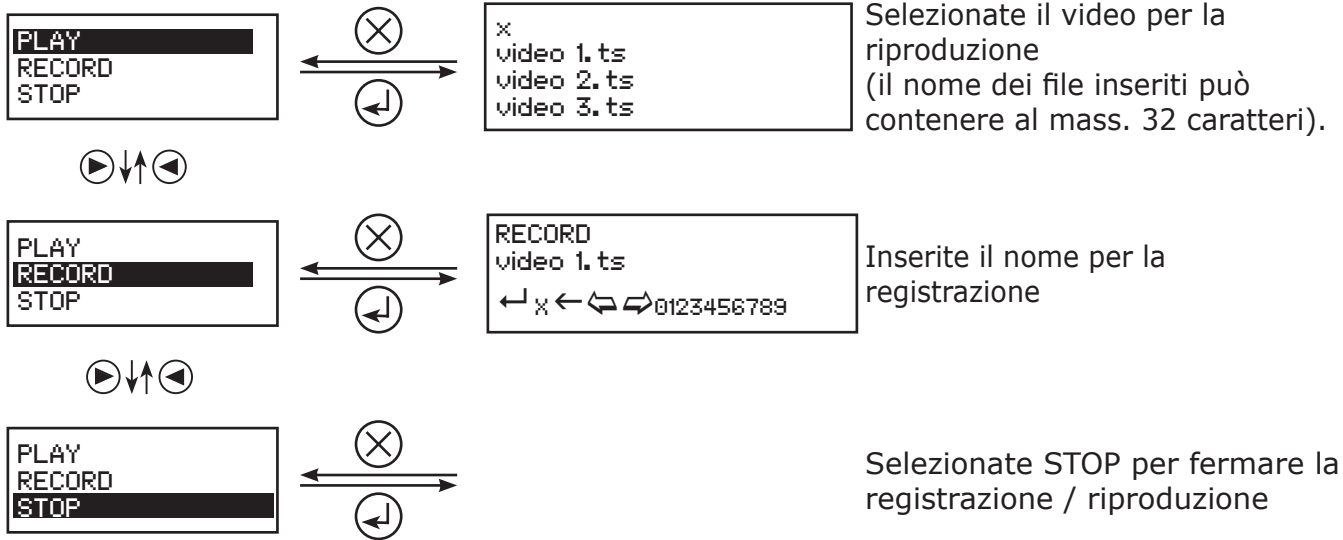 PLAY
RECORD
STOP
x
video 1.ts
video 2.ts
video 3.ts
Selezionate il video per la
riproduzione
(il nome dei file inseriti può
contenere al mass. 32 caratteri).
PLAY
RECORD
STOP
RECORD
video 1.ts
↵ x ← ⇦ ⇨ 0123456789
Inserite il nome per la
registrazione
PLAY
RECORD
STOP
Selezionate STOP per fermare la
registrazione / riproduzione